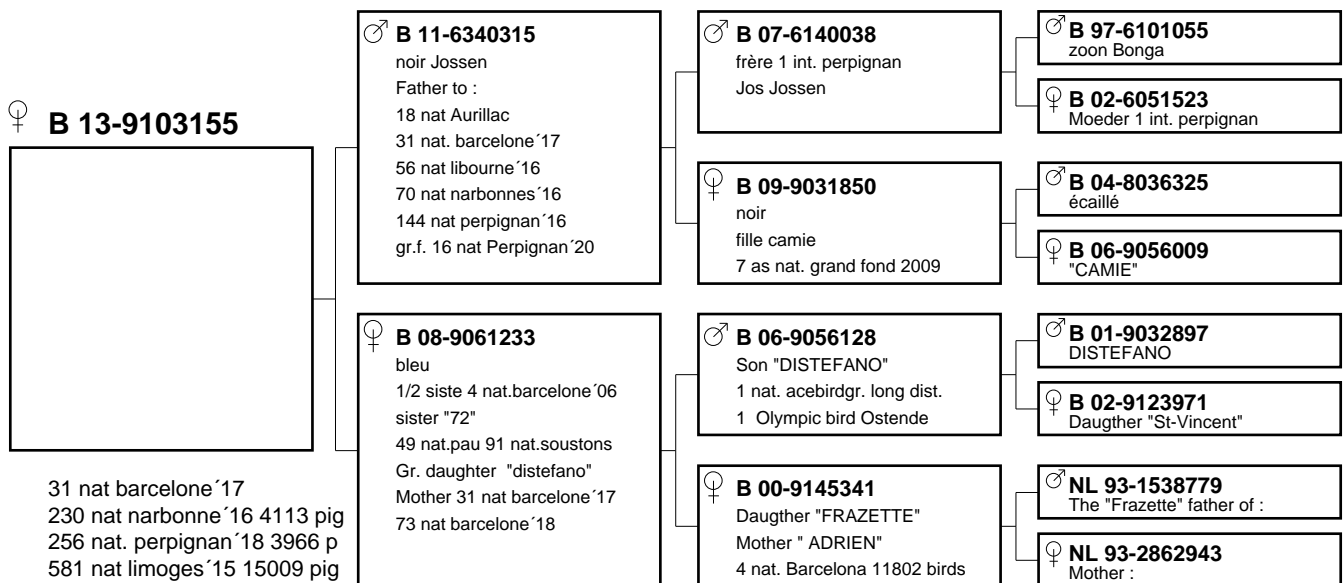 B 13-9103155
31 nat barcelone´17
230 nat narbonne´16 4113 pig
256 nat. perpignan´18 3966 p
581 nat limoges´15 15009 pig
B 11-6340315
noir Jossen
Father to :
18 nat Aurillac
31 nat. barcelone´17
56 nat libourne´16
70 nat narbonnes´16
144 nat perpignan´16
gr.f. 16 nat Perpignan´20
B 08-9061233
bleu
1/2 siste 4 nat.barcelone´06
sister "72"
49 nat.pau 91 nat.soustons
Gr. daughter "distefano"
Mother 31 nat barcelone´17
73 nat barcelone´18
B 07-6140038
frère 1 int. perpignan
Jos Jossen
B 09-9031850
noir
fille camie
7 as nat. grand fond 2009
B 06-9056128
Son "DISTEFANO"
1 nat. acebirdgr. long dist.
1 Olympic bird Ostende
B 00-9145341
Daugther "FRAZETTE"
Mother " ADRIEN"
4 nat. Barcelona 11802 birds
B 97-6101055
zoon Bonga
B 02-6051523
Moeder 1 int. perpignan
B 04-8036325
écaillé
B 06-9056009
"CAMIE"
B 01-9032897
DISTEFANO
B 02-9123971
Daugther "St-Vincent"
NL 93-1538779
The "Frazette" father of :
NL 93-2862943
Mother :